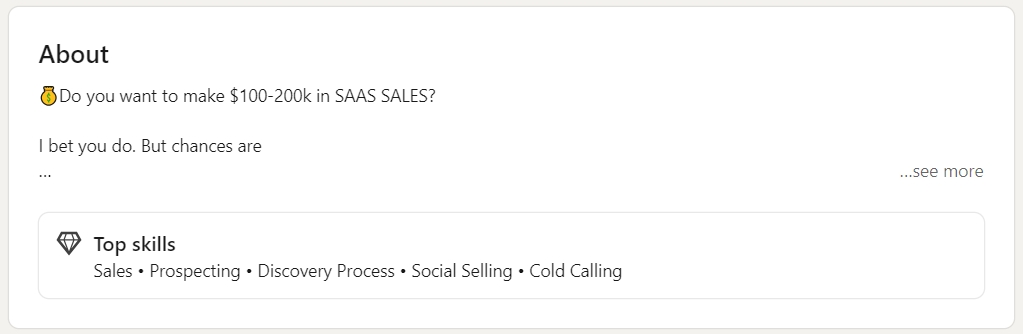 About
💰Do you want to make $100-200k in SAAS SALES?
I bet you do. But chances are
...
...see more
Top skills
Sales • Prospecting • Discovery Process • Social Selling • Cold Calling